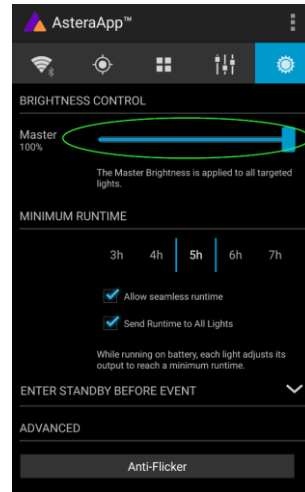 AsteraApp™
BRIGHTNESS CONTROL
Master
100%
The Master Brightness is applied to all targeted
lights.
MINIMUM RUNTIME
3h 4h 5h 6h 7h
Allow seamless runtime
Send Runtime to All Lights
While running on battery, each light adjusts its
output to reach a minimum runtime.
ENTER STANDBY BEFORE EVENT
ADVANCED
Anti-Flicker